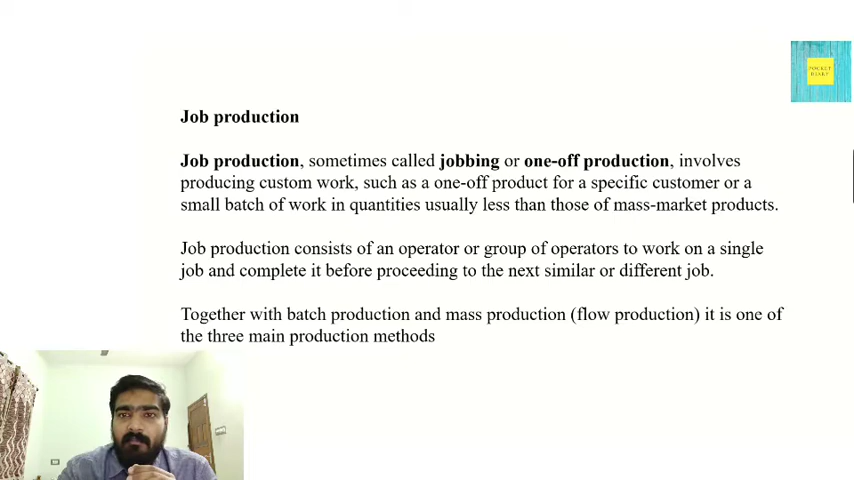 POCKET
DIARY
Job production
Job production, sometimes called jobbing or one-off production, involves
producing custom work, such as a one-off product for a specific customer or a
small batch of work in quantities usually less than those of mass-market products.
Job production consists of an operator or group of operators to work on a single
job and complete it before proceeding to the next similar or different job.
Together with batch production and mass production (flow production) it is one of
the three main production methods